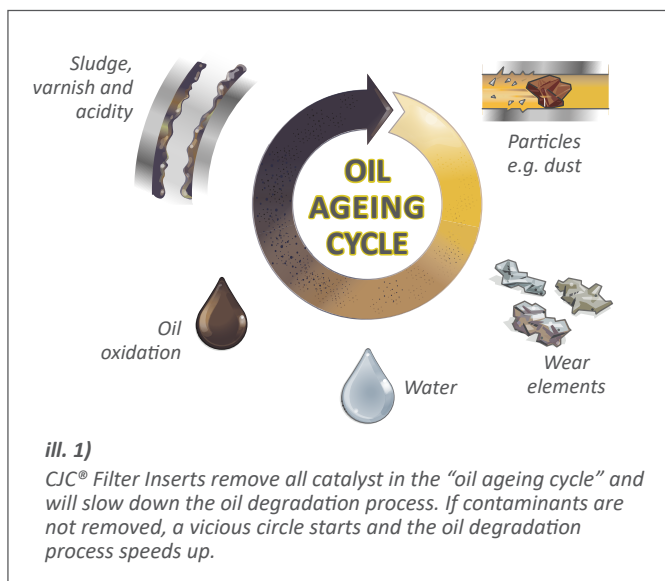 Sludge,
varnish and
acidity
OIL
AGEING
CYCLE
Particles
e.g. dust
Wear
elements
Water
Oil
oxidation
ill. 1)
CJC® Filter Inserts remove all catalyst in the “oil ageing cycle” and
will slow down the oil degradation process. If contaminants are
not removed, a vicious circle starts and the oil degradation
process speeds up.